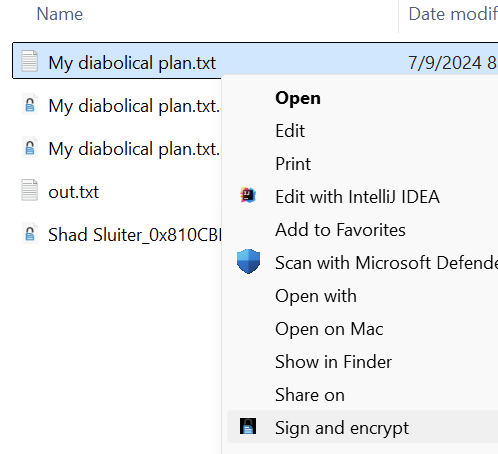 Name Date modif
My diabolical plan.txt 7/9/2024 8
My diabolical plan.txt.
My diabolical plan.txt.
out.txt
Shad Sluiter_0x810CB
Open
Edit
Print
Edit with IntelliJ IDEA
Add to Favorites
Scan with Microsoft Defende
Open with
Open on Mac
Show in Finder
Share on
Sign and encrypt